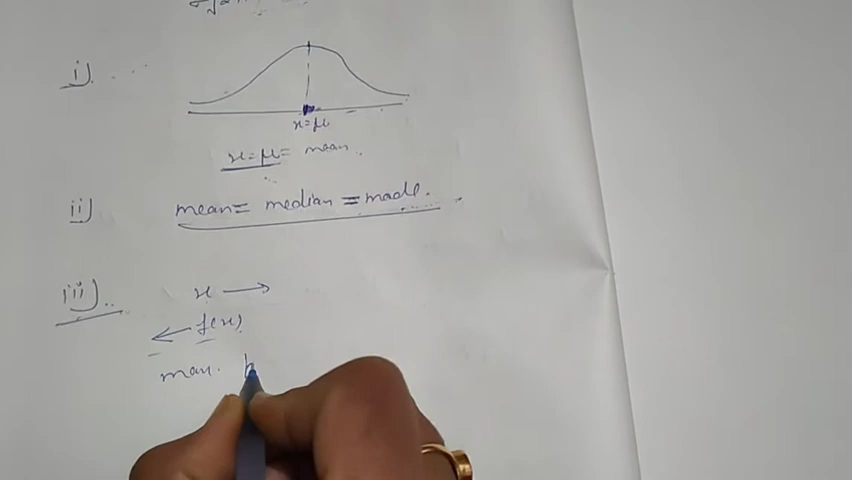 i) ...
x=μ
x=μ= mean.
ii) mean= median = mode.
iii) .. x →
← f(x)
max.